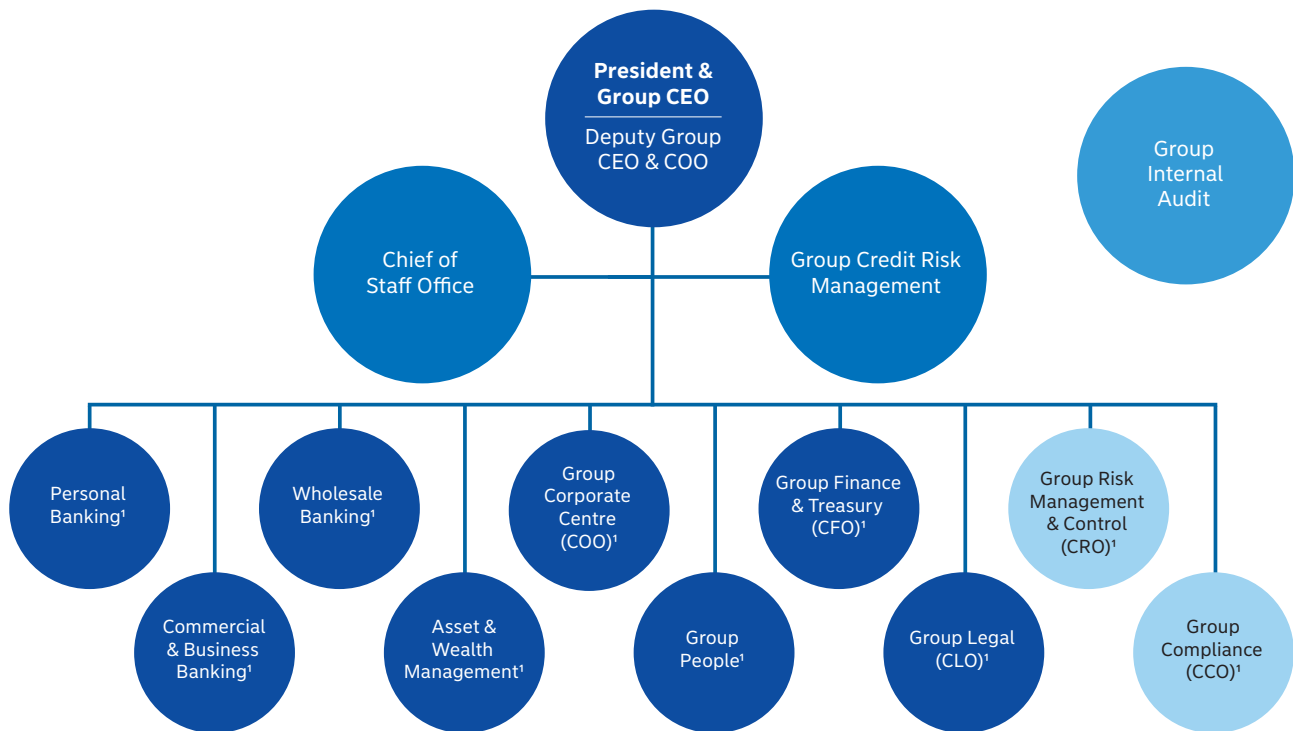 President &
Group CEO
Deputy Group
CEO & COO
Group
Internal
Audit
Chief of
Staff Office
Group Credit Risk
Management
Personal
Banking¹
Wholesale
Banking¹
Group
Corporate
Centre
(COO)¹
Group Finance
& Treasury
(CFO)¹
Group Risk
Management
& Control
(CRO)¹
Commercial
& Business
Banking¹
Asset &
Wealth
Management¹
Group
People¹
Group Legal
(CLO)¹
Group
Compliance
(CCO)¹